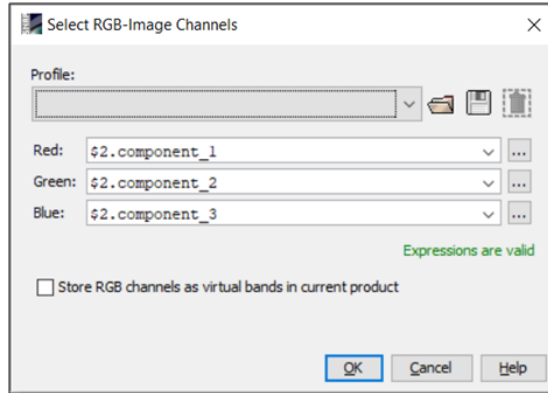 Select RGB-Image Channels
Profile:
Red: $2.component_1 ...
Green: $2.component_2 ...
Blue: $2.component_3 ...
Expressions are valid
Store RGB channels as virtual bands in current product
OK Cancel Help